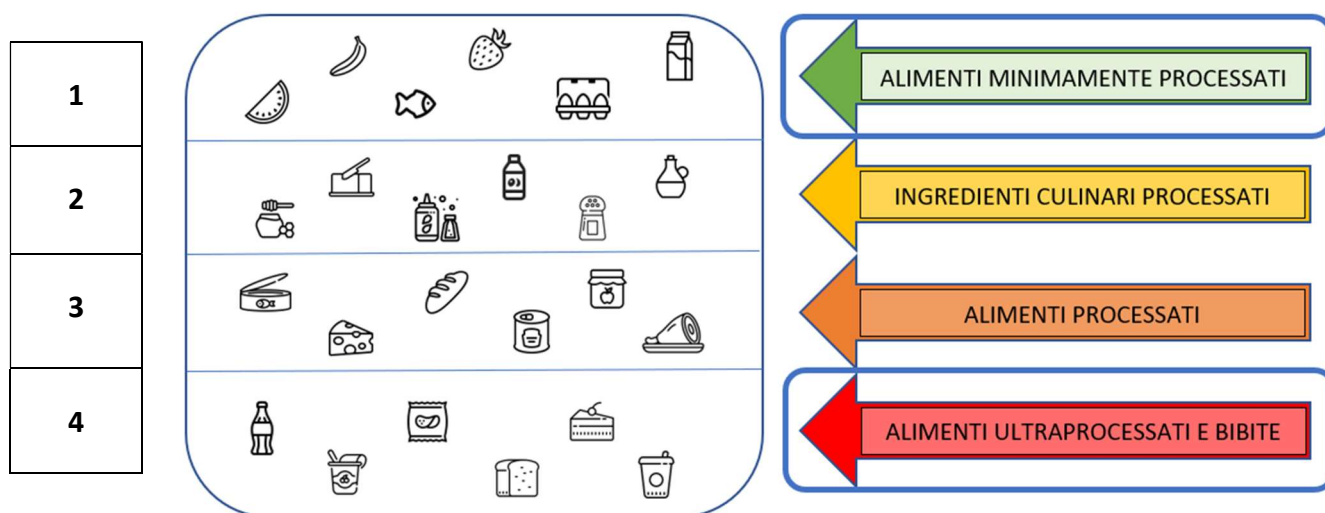 1
ALIMENTI MINIMAMENTE PROCESSATI
2
INGREDIENTI CULINARI PROCESSATI
3
ALIMENTI PROCESSATI
4
ALIMENTI ULTRAPROCESSATI E BIBITE